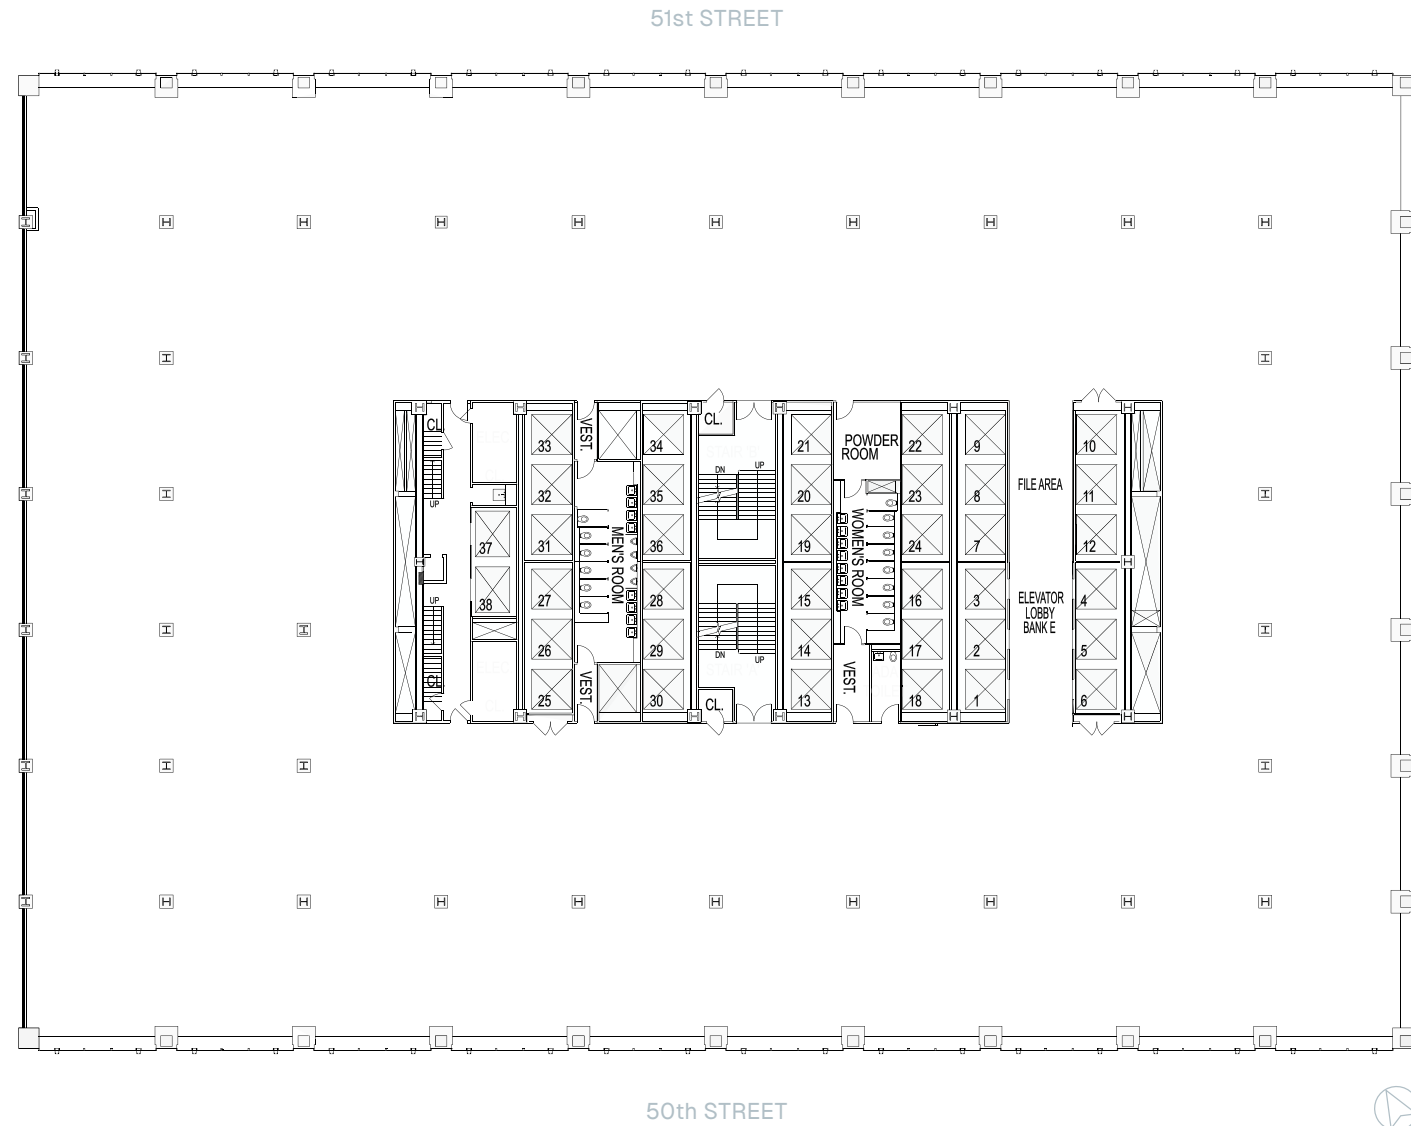 51st STREET
CL.
33
VEST.
34
CL.
21
POWDER
ROOM
22
9
10
DN
UP
FILE AREA
32
35
20
23
8
11
UP
37
31
MEN'S ROOM
36
19
WOMEN'S ROOM
24
7
12
UP
38
27
28
15
16
3
ELEVATOR
LOBBY
BANK E
4
26
29
DN
UP
14
17
2
5
CL.
25
VEST.
30
CL.
13
VEST.
18
1
6
50th STREET